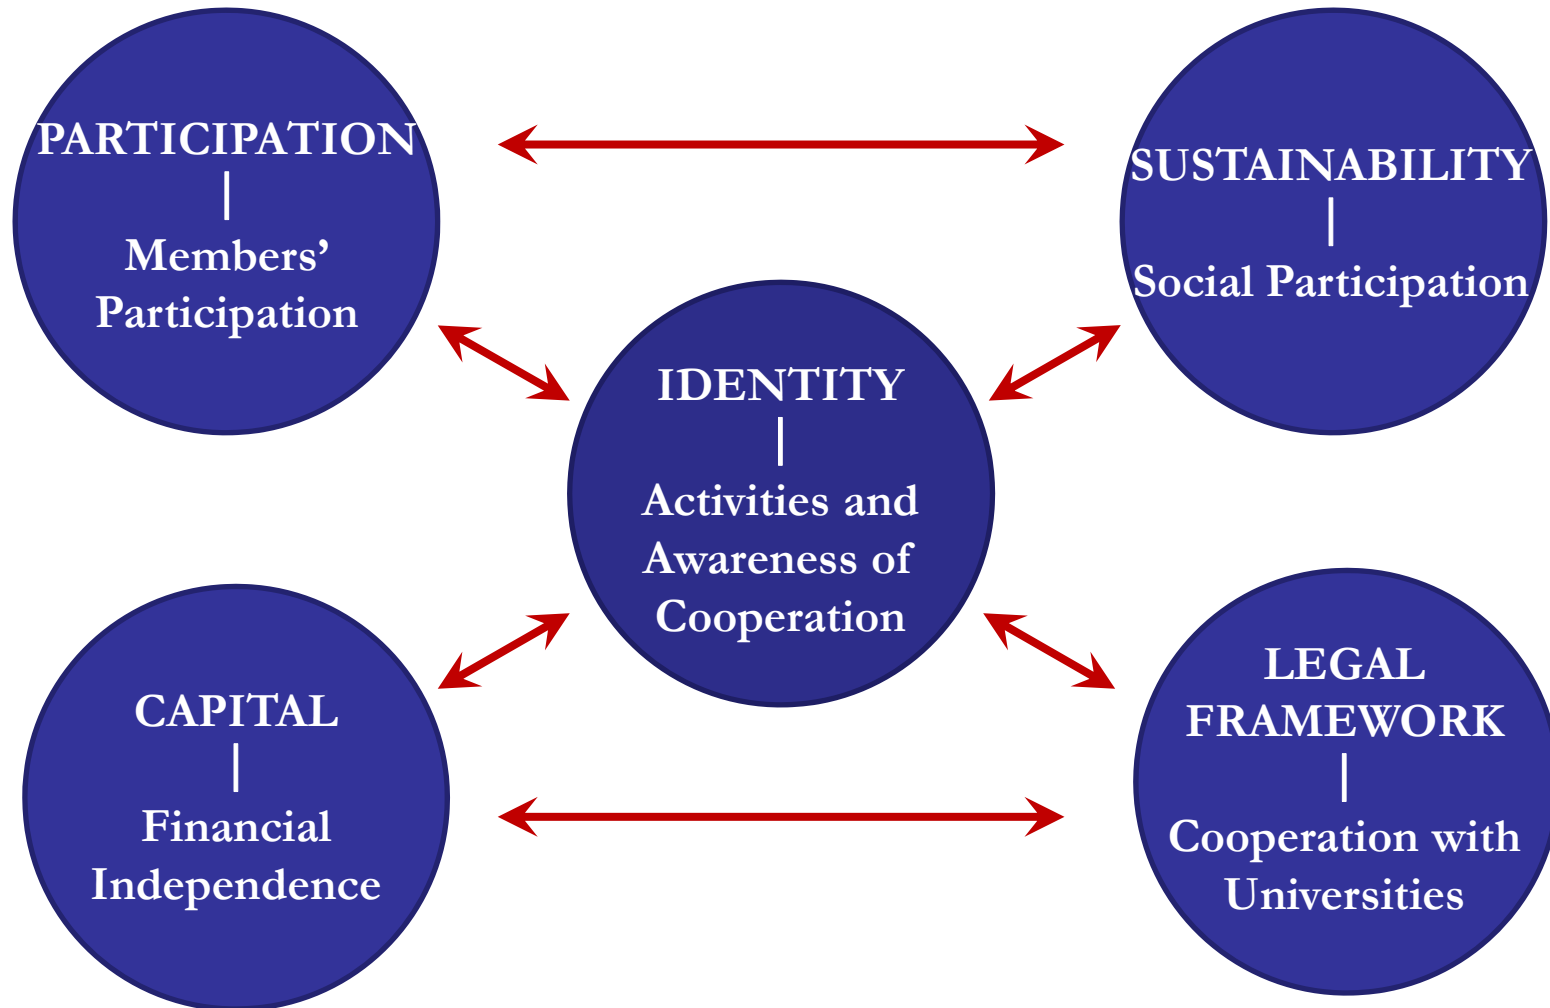 PARTICIPATION
|
Members’
Participation
SUSTAINABILITY
|
Social Participation
IDENTITY
|
Activities and
Awareness of
Cooperation
CAPITAL
|
Financial
Independence
LEGAL
FRAMEWORK
|
Cooperation with
Universities